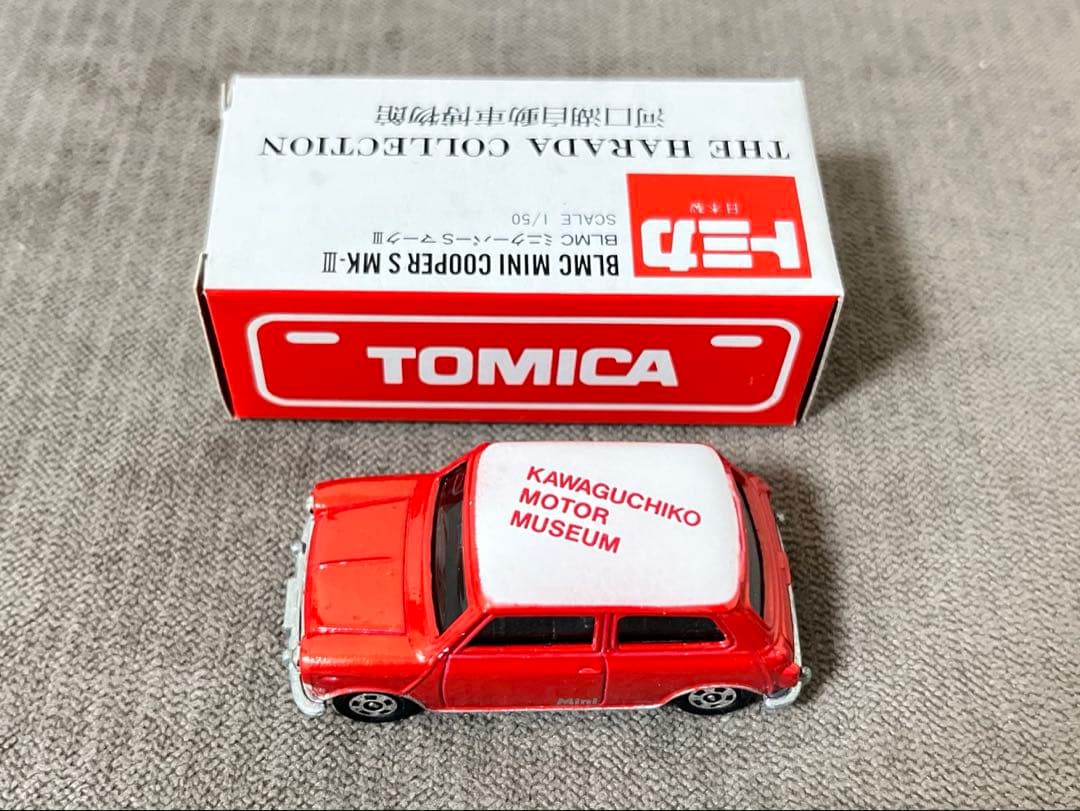 河口湖自動車博物館
THE HARADA COLLECTION
トミカ
日本製
BLMC MINI COOPER S MK-Ⅲ
BLMC ミニクーパーS マークⅢ
SCALE 1/50
TOMICA
KAWAGUCHIKO
MOTOR
MUSEUM
Mini